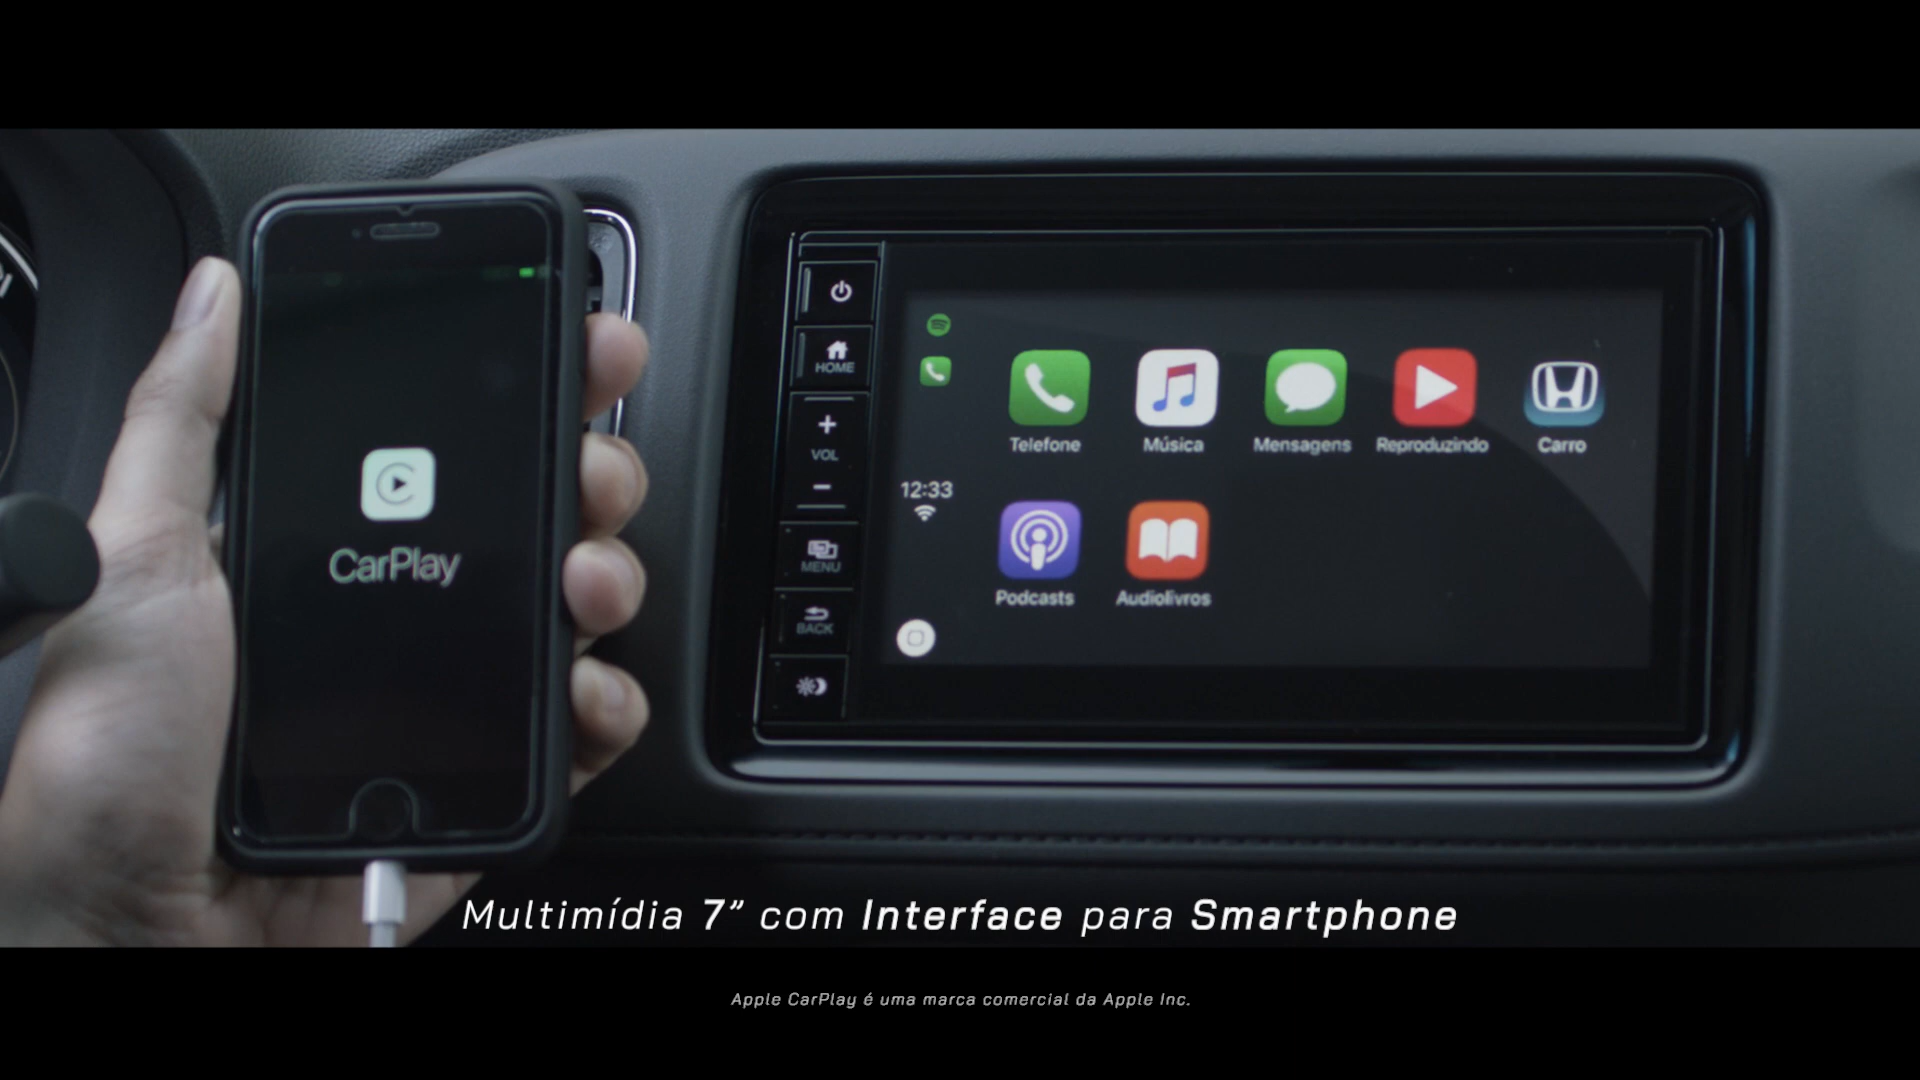 CarPlay
HOME
+
VOL
−
MENU
BACK
12:33
Telefone
Música
Mensagens
Reproduzindo
Carro
Podcasts
Audiolivros
Multimídia 7” com Interface para Smartphone
Apple CarPlay é uma marca comercial da Apple Inc.